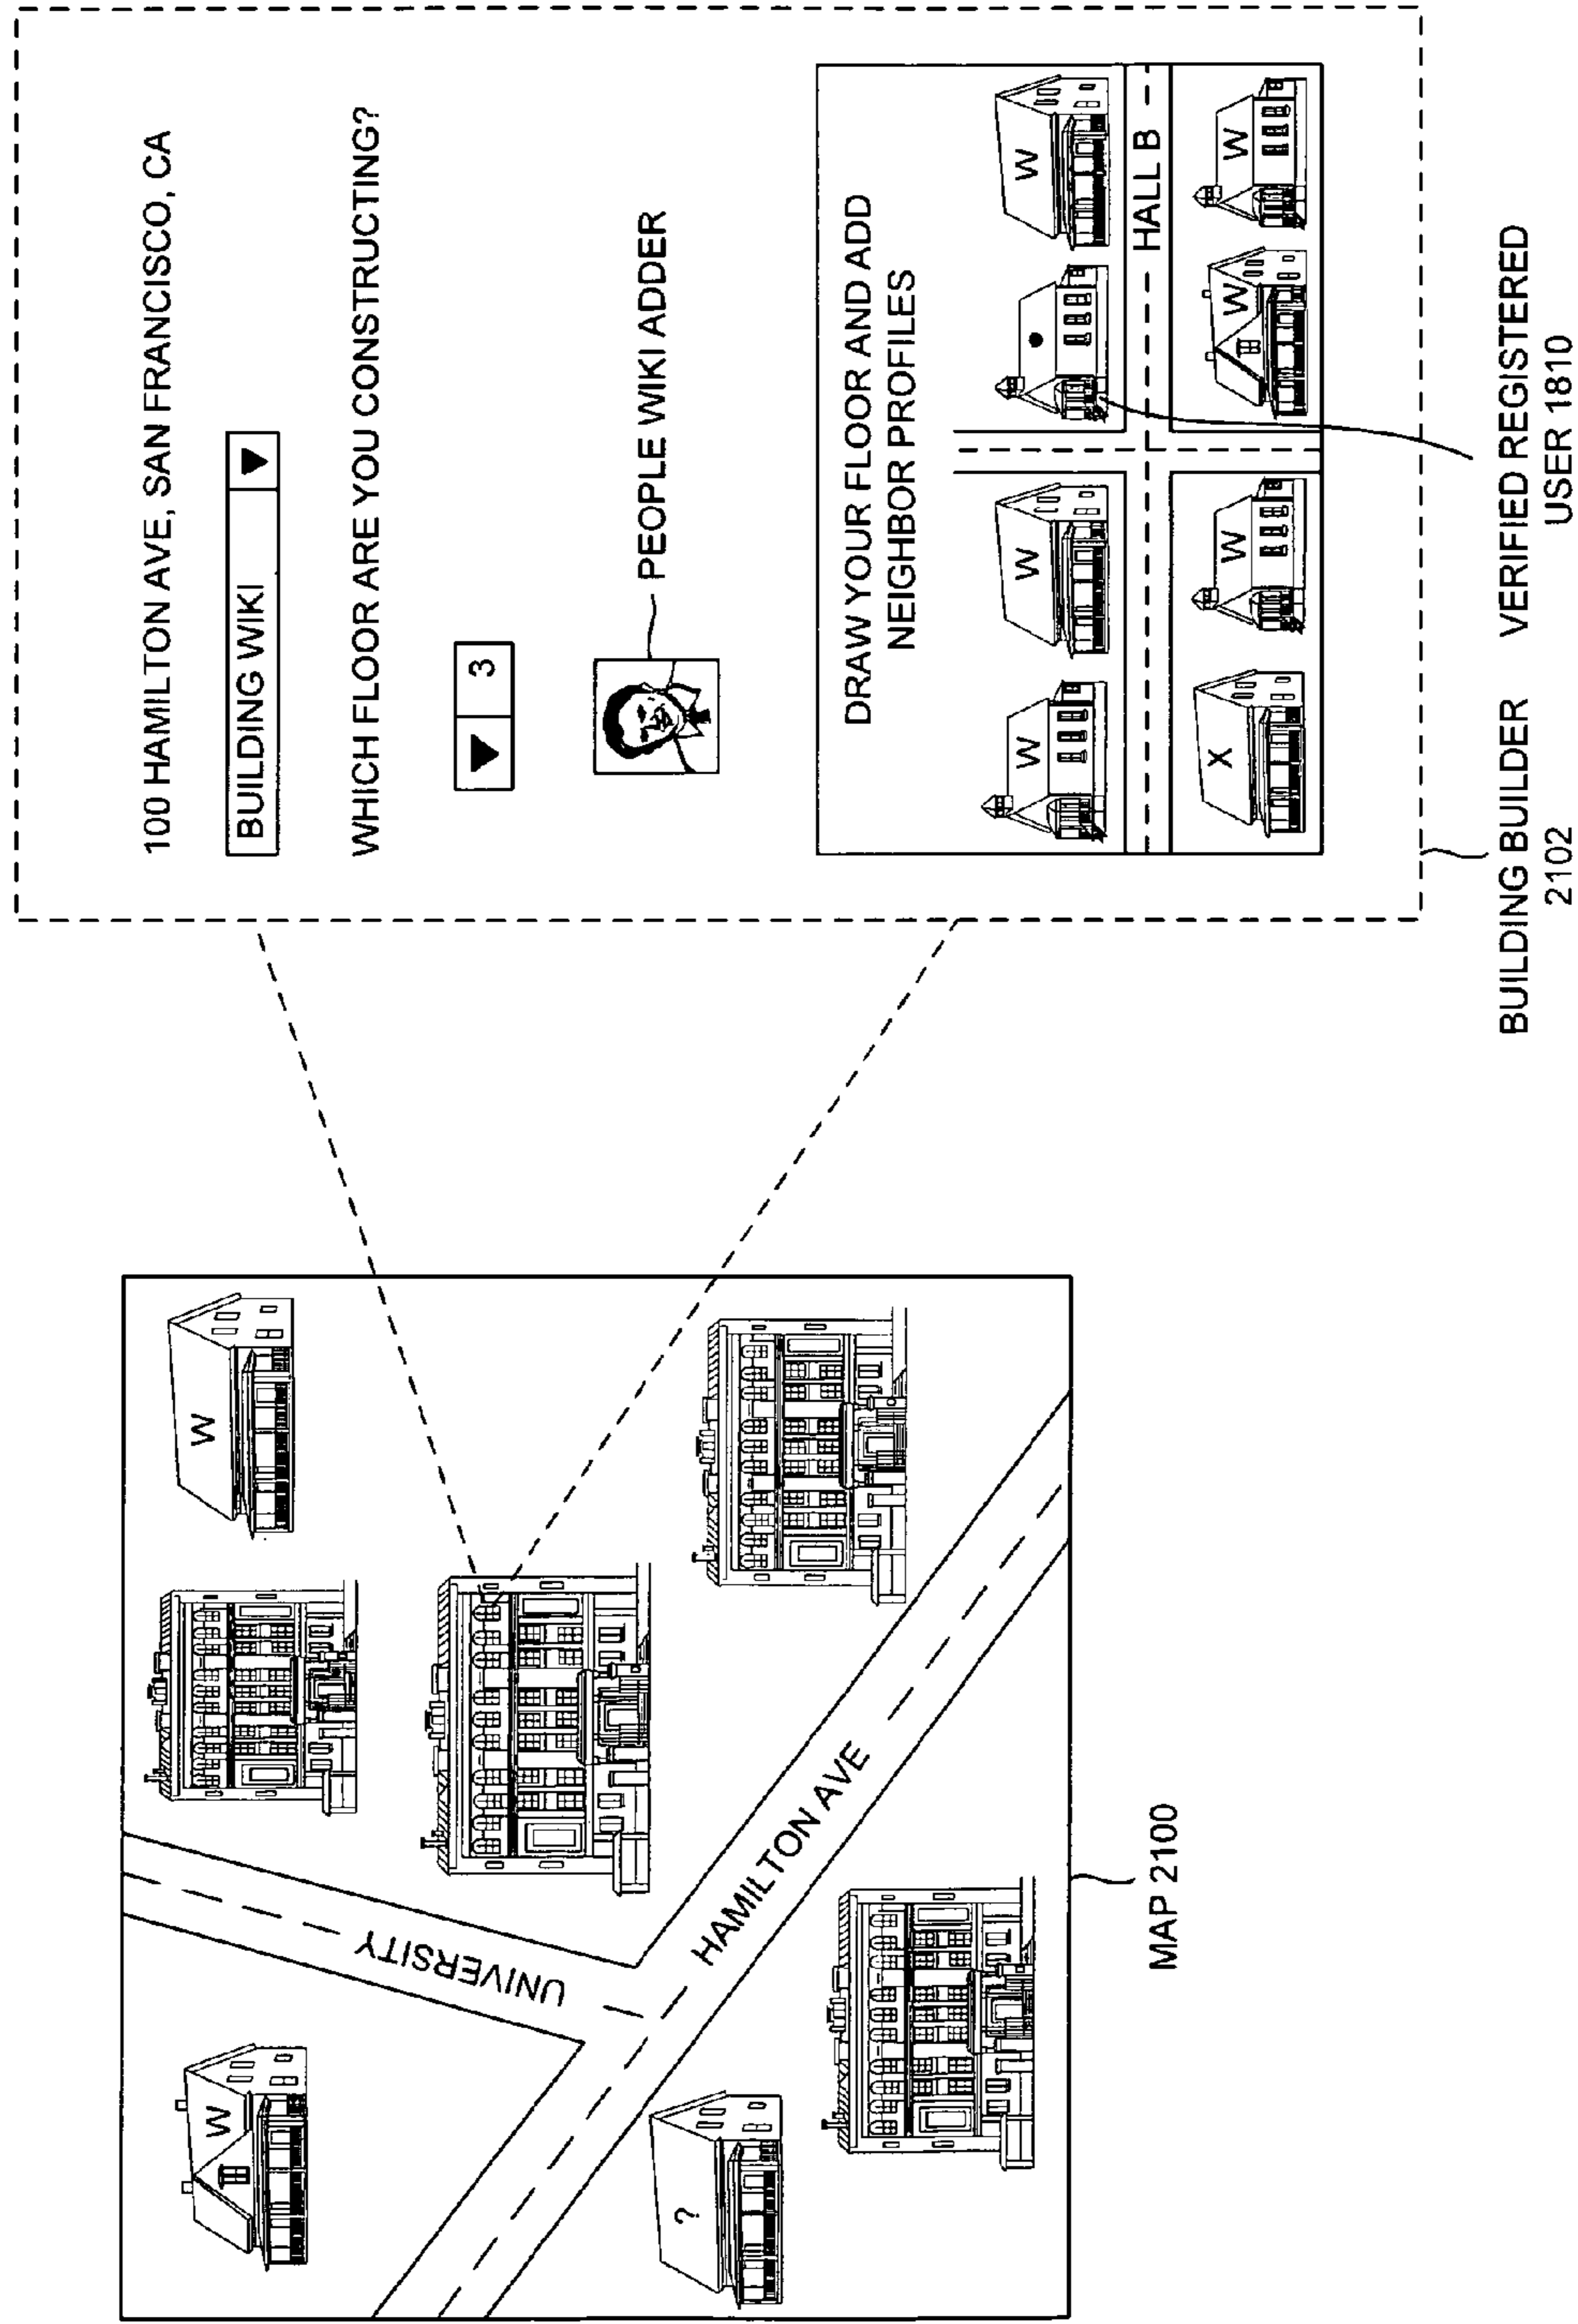 W
W
?
UNIVERSITY
HAMILTON AVE
MAP 2100
100 HAMILTON AVE, SAN FRANCISCO, CA
BUILDING WIKI
WHICH FLOOR ARE YOU CONSTRUCTING?
3
PEOPLE WIKI ADDER
DRAW YOUR FLOOR AND ADD
NEIGHBOR PROFILES
W
W
W
HALL B
X
W
W
W
BUILDING BUILDER
2102
VERIFIED REGISTERED
USER 1810